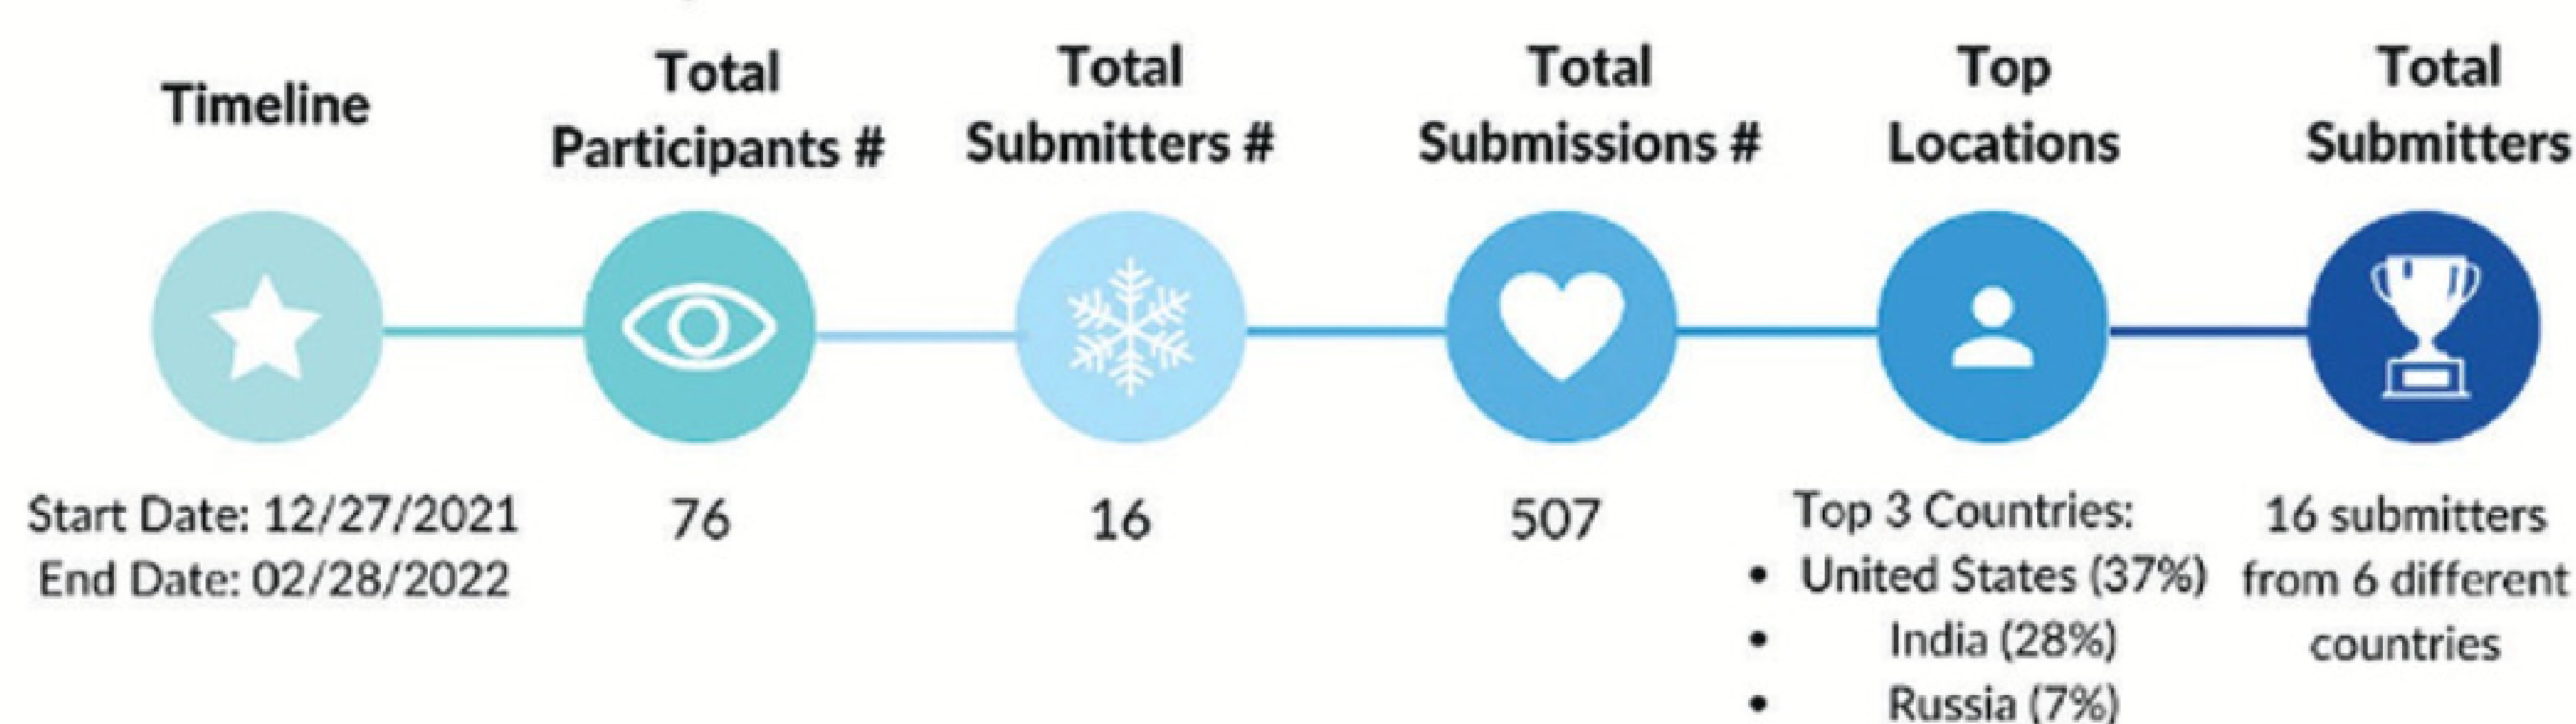 Timeline
Total
Participants #
Total
Submitters #
Total
Submissions #
Top
Locations
Total
Submitters
Start Date: 12/27/2021
End Date: 02/28/2022
76
16
507
Top 3 Countries:
• United States (37%)
• India (28%)
• Russia (7%)
16 submitters
from 6 different
countries